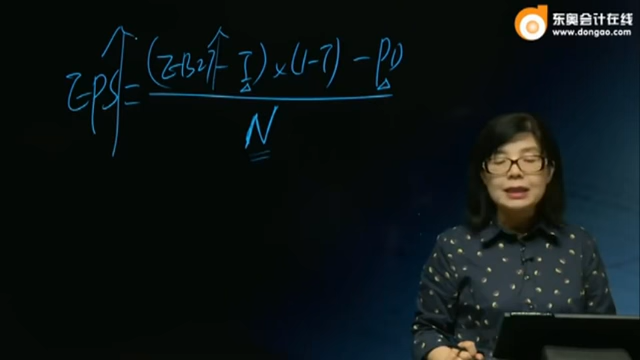 东奥会计在线
www.dongao.com
EPS = (EBIT - I) × (1-T) - PD
N